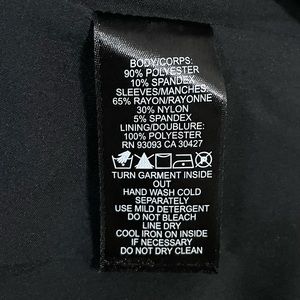 BODY/CORPS:
90% POLYESTER
10% SPANDEX
SLEEVES/MANCHES:
65% RAYON/RAYONNE
30% NYLON
5% SPANDEX
LINING/DOUBLURE:
100% POLYESTER
RN 93093 CA 30427
TURN GARMENT INSIDE
OUT
HAND WASH COLD
SEPARATELY
USE MILD DETERGENT
DO NOT BLEACH
LINE DRY
COOL IRON ON INSIDE
IF NECESSARY
DO NOT DRY CLEAN